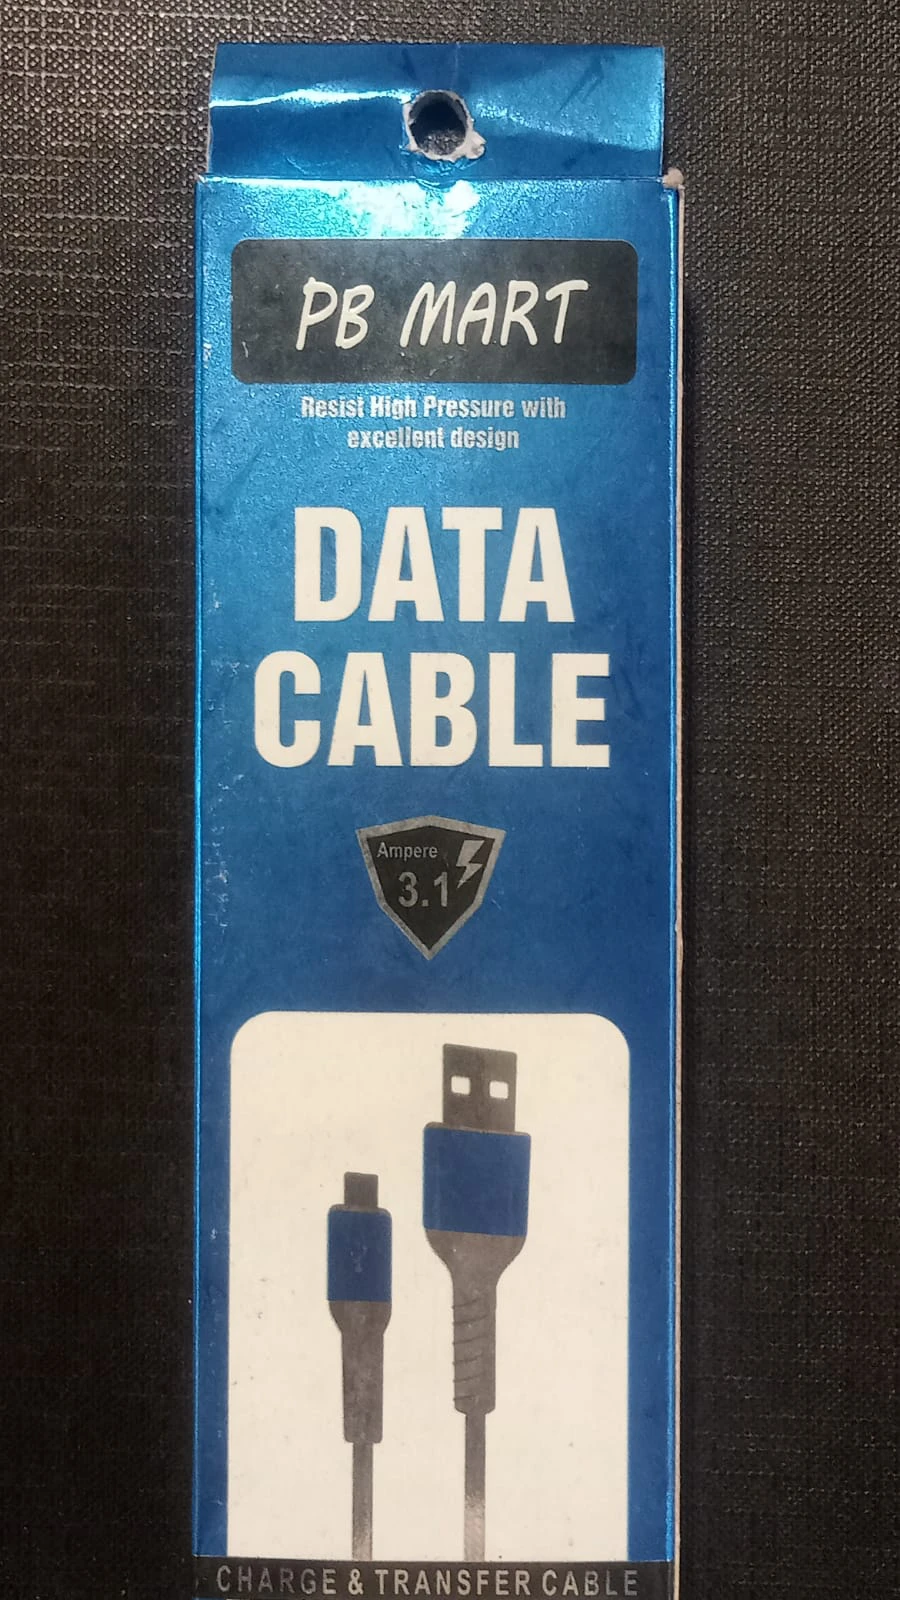 PB MART
Resist High Pressure with
excellent design
DATA
CABLE
Ampere
3.1
CHARGE & TRANSFER CABLE